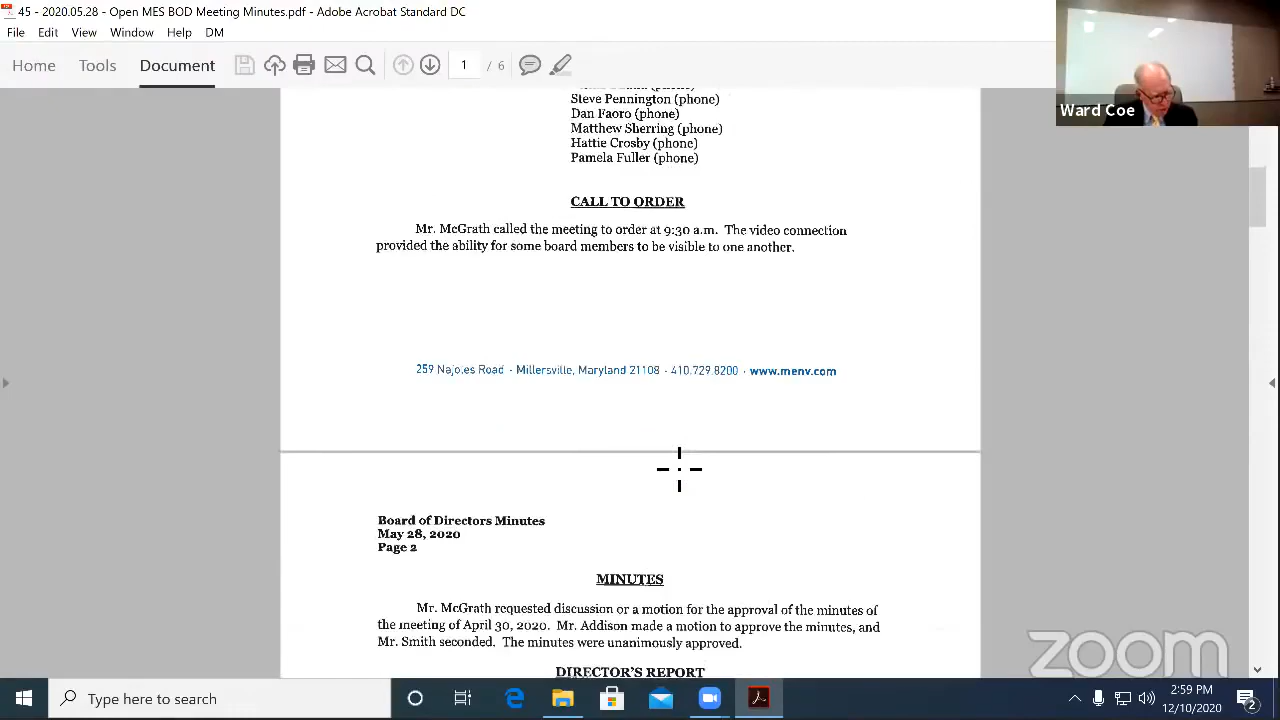 45 - 2020.05.28 - Open MES BOD Meeting Minutes.pdf - Adobe Acrobat Standard DC
File Edit View Window Help DM
Home Tools Document 1 / 6
Ward Coe
Steve Pennington (phone)
Dan Faoro (phone)
Matthew Sherring (phone)
Hattie Crosby (phone)
Pamela Fuller (phone)
CALL TO ORDER
Mr. McGrath called the meeting to order at 9:30 a.m. The video connection
provided the ability for some board members to be visible to one another.
259 Najoles Road - Millersville, Maryland 21108 - 410.729.8200 - www.menv.com
Board of Directors Minutes
May 28, 2020
Page 2
MINUTES
Mr. McGrath requested discussion or a motion for the approval of the minutes of
the meeting of April 30, 2020. Mr. Addison made a motion to approve the minutes, and
Mr. Smith seconded. The minutes were unanimously approved.
DIRECTOR'S REPORT
zoom
Type here to search
2:59 PM
12/10/2020
2